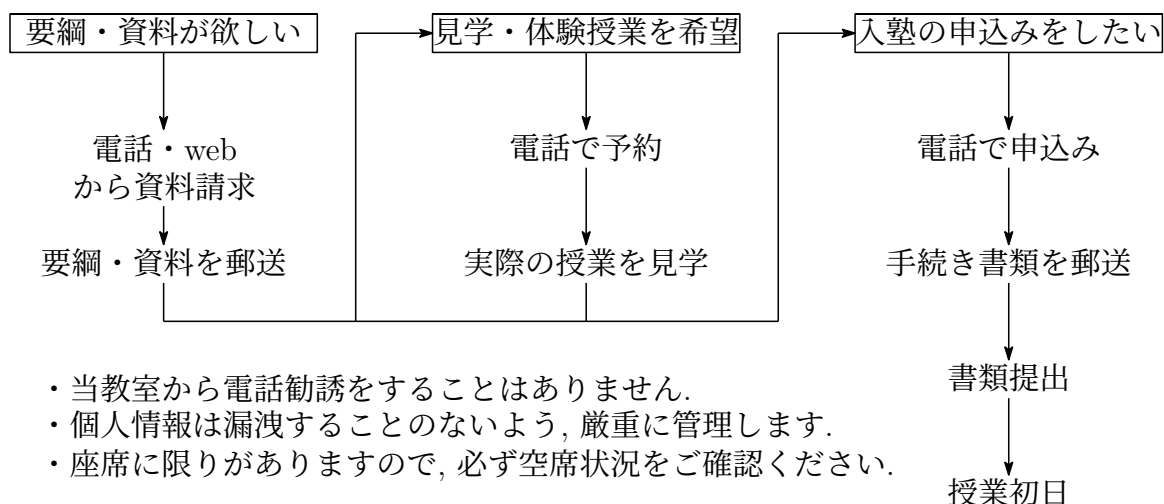 要綱・資料が欲しい
電話・web
から資料請求
要綱・資料を郵送
見学・体験授業を希望
電話で予約
実際の授業を見学
入塾の申込みをしたい
電話で申込み
手続き書類を郵送
書類提出
授業初日
・当教室から電話勧誘をすることはありません.
・個人情報は漏洩することのないよう, 厳重に管理します.
・座席に限りがありますので, 必ず空席状況をご確認ください.